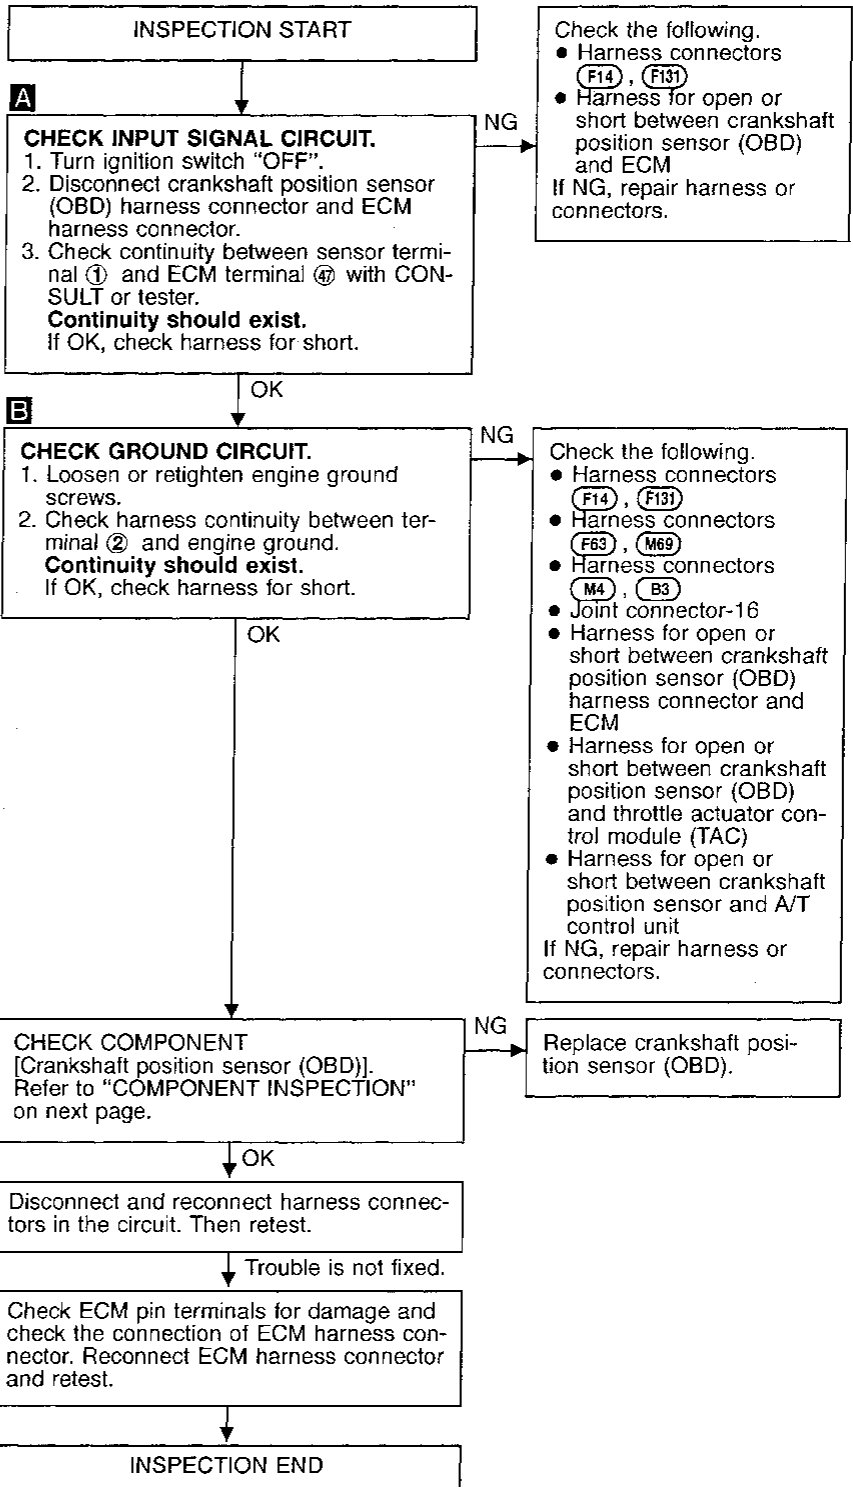 INSPECTION START
Check the following.
● Harness connectors
F14 , F131
● Harness for open or
short between crankshaft
position sensor (OBD)
and ECM
If NG, repair harness or
connectors.
A
NG
CHECK INPUT SIGNAL CIRCUIT.
1. Turn ignition switch “OFF”.
2. Disconnect crankshaft position sensor
(OBD) harness connector and ECM
harness connector.
3. Check continuity between sensor termi-
nal ① and ECM terminal ㊼ with CON-
SULT or tester.
Continuity should exist.
If OK, check harness for short.
OK
B
NG
CHECK GROUND CIRCUIT.
1. Loosen or retighten engine ground
screws.
2. Check harness continuity between ter-
minal ② and engine ground.
Continuity should exist.
If OK, check harness for short.
Check the following.
● Harness connectors
F14 , F131
● Harness connectors
F63 , M69
● Harness connectors
M4 , B3
● Joint connector-16
● Harness for open or
short between crankshaft
position sensor (OBD)
harness connector and
ECM
● Harness for open or
short between crankshaft
position sensor (OBD)
and throttle actuator con-
trol module (TAC)
● Harness for open or
short between crankshaft
position sensor and A/T
control unit
If NG, repair harness or
connectors.
OK
CHECK COMPONENT
[Crankshaft position sensor (OBD)].
Refer to “COMPONENT INSPECTION”
on next page.
NG
Replace crankshaft posi-
tion sensor (OBD).
OK
Disconnect and reconnect harness connec-
tors in the circuit. Then retest.
Trouble is not fixed.
Check ECM pin terminals for damage and
check the connection of ECM harness con-
nector. Reconnect ECM harness connector
and retest.
INSPECTION END